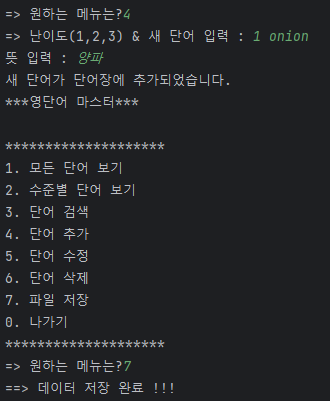 => 원하는 메뉴는?4
=> 난이도(1,2,3) & 새 단어 입력 : 1 onion
뜻 입력 : 양파
새 단어가 단어장에 추가되었습니다.
***영단어 마스터***
********************
1. 모든 단어 보기
2. 수준별 단어 보기
3. 단어 검색
4. 단어 추가
5. 단어 수정
6. 단어 삭제
7. 파일 저장
0. 나가기
********************
=> 원하는 메뉴는?7
==> 데이터 저장 완료 !!!